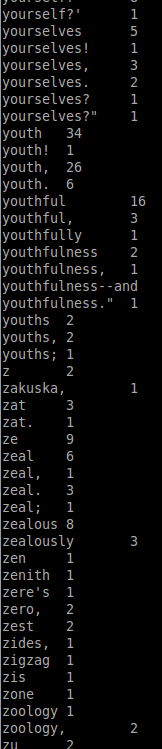 yourself?'	1
yourselves	5
yourselves!	1
yourselves,	3
yourselves.	2
yourselves?	1
yourselves?"	1
youth	34
youth!	1
youth,	26
youth.	6
youthful	16
youthful,	3
youthfully	1
youthfulness	2
youthfulness,	1
youthfulness--and
youthfulness."	1
youths	2
youths,	2
youths;	1
z	2
zakuska,	1
zat	3
zat.	1
ze	9
zeal	6
zeal,	1
zeal.	3
zeal;	1
zealous	8
zealously	3
zen	1
zenith	1
zere's	1
zero,	2
zest	2
zides,	1
zigzag	1
zis	1
zone	1
zoology	1
zoology,	2
zu	2